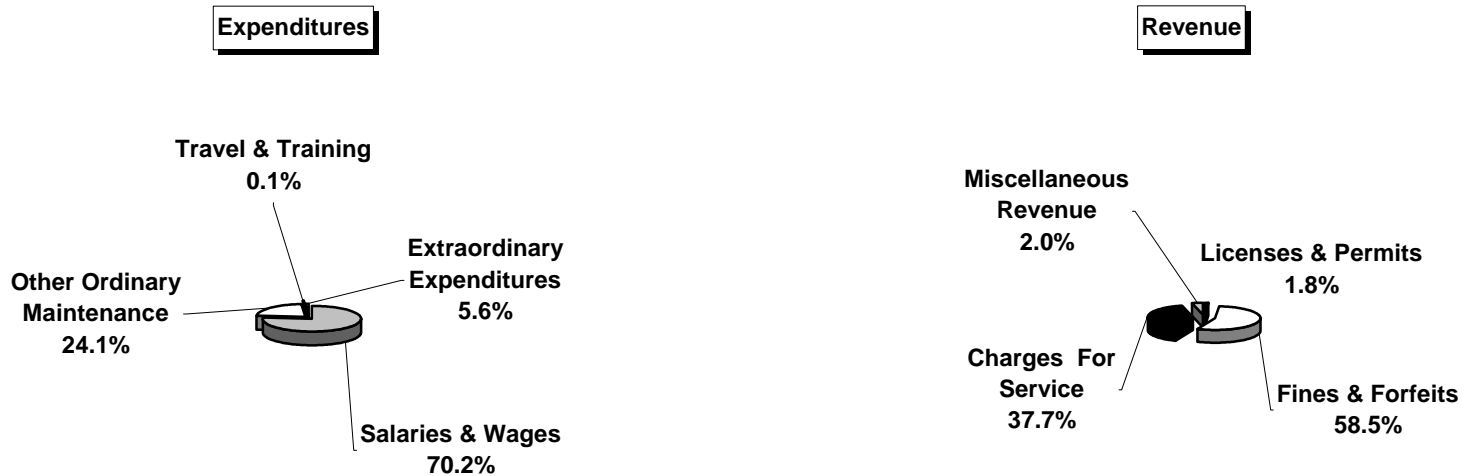 Expenditures
Travel & Training
0.1%
Extraordinary
Expenditures
5.6%
Other Ordinary
Maintenance
24.1%
Salaries & Wages
70.2%
Revenue
Miscellaneous
Revenue
2.0%
Licenses & Permits
1.8%
Charges For
Service
37.7%
Fines & Forfeits
58.5%